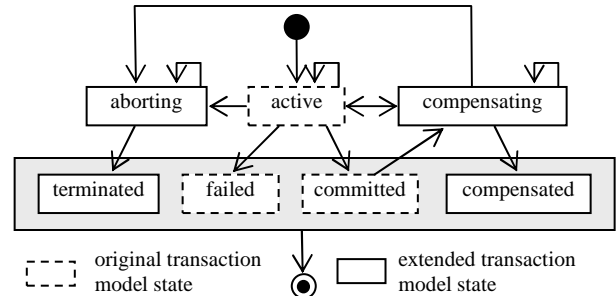 aborting
active
compensating
terminated
failed
committed
compensated
original transaction
model state
extended transaction
model state